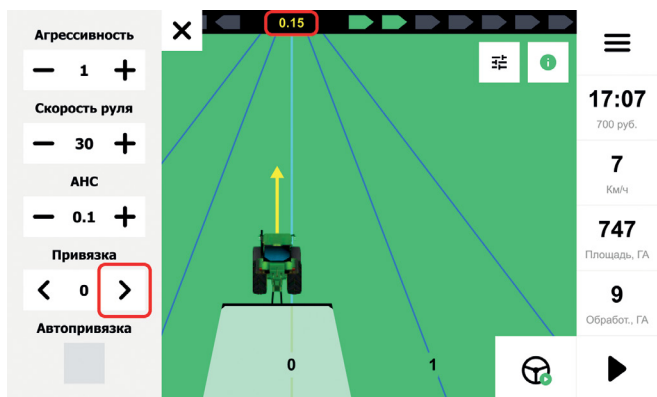 Агрессивность
1
Скорость руля
30
АНС
0.1
Привязка
0
Автопривязка
0.15
0
1
17:07
700 руб.
7
Км/ч
747
Площадь, ГА
9
Обработ., ГА